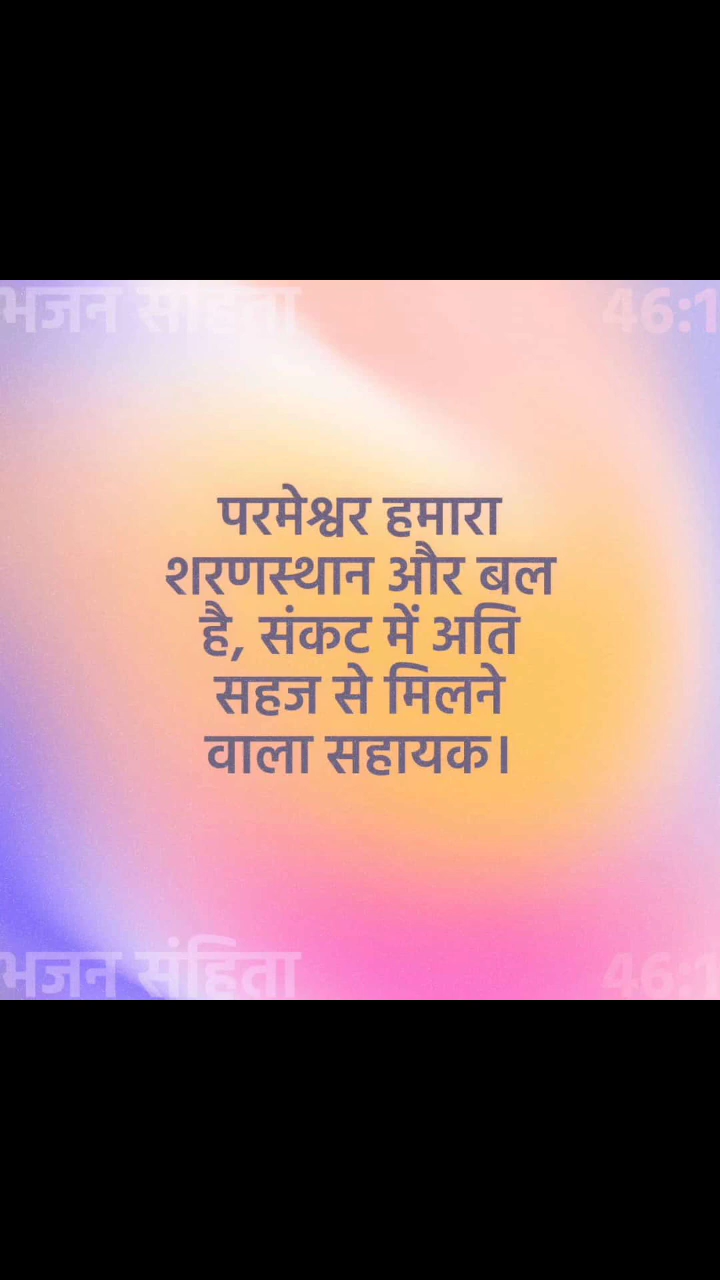 भजन संहिता 46:1
परमेश्वर हमारा
शरणस्थान और बल
है, संकट में अति
सहज से मिलने
वाला सहायक।
भजन संहिता 46:1